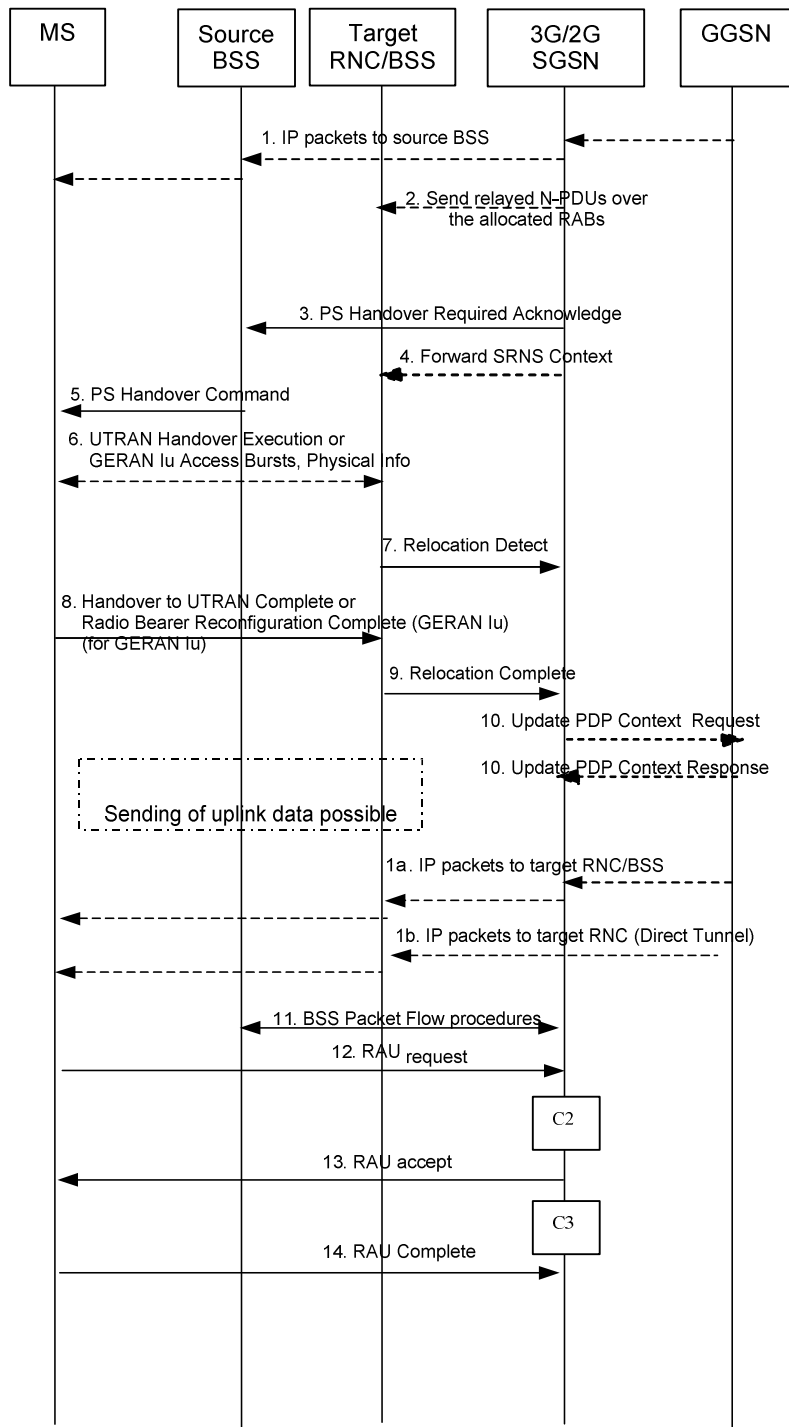 MS
Source
BSS
Target
RNC/BSS
3G/2G
SGSN
GGSN
1. IP packets to source BSS
2. Send relayed N–PDUs over
the allocated RABs
3. PS Handover Required Acknowledge
4. Forward SRNS Context
5. PS Handover Command
6. UTRAN Handover Execution or
GERAN Iu Access Bursts, Physical Info
7. Relocation Detect
8. Handover to UTRAN Complete or
Radio Bearer Reconfiguration Complete (GERAN Iu)
(for GERAN Iu)
9. Relocation Complete
10. Update PDP Context Request
10. Update PDP Context Response
Sending of uplink data possible
1a. IP packets to target RNC/BSS
1b. IP packets to target RNC (Direct Tunnel)
11. BSS Packet Flow procedures
12. RAU request
C2
13. RAU accept
C3
14. RAU Complete